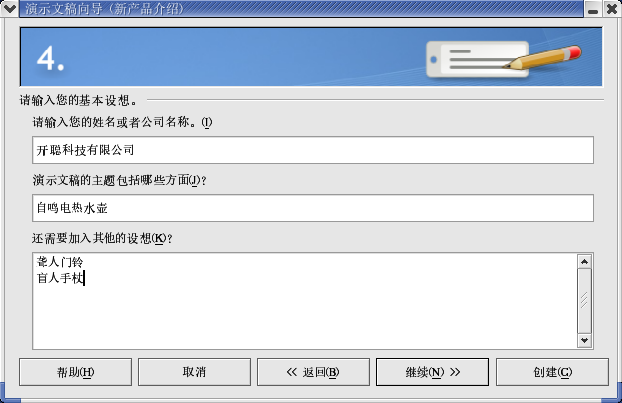 演示文稿向导 (新产品介绍)
4.
请输入您的基本设想。
请输入您的姓名或者公司名称。(I)
开聪科技有限公司
演示文稿的主题包括哪些方面(J)?
自鸣电热水壶
还需要加入其他的设想(K)?
聋人门铃
盲人手杖
帮助(H) 取消 << 返回(B) 继续(N) >> 创建(C)